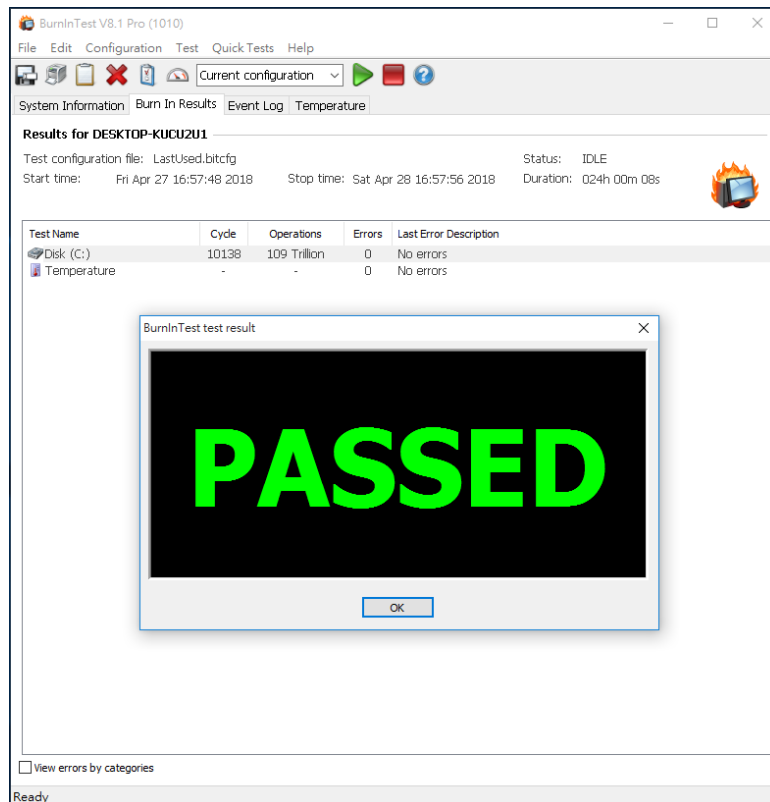 BurnInTest V8.1 Pro (1010)
File Edit Configuration Test Quick Tests Help
Current configuration
System Information Burn In Results Event Log Temperature
Results for DESKTOP-KUCU2U1
Test configuration file: LastUsed.bitcfg Status: IDLE
Start time: Fri Apr 27 16:57:48 2018 Stop time: Sat Apr 28 16:57:56 2018 Duration: 024h 00m 08s
Test Name Cycle Operations Errors Last Error Description
Disk (C:) 10138 109 Trillion 0 No errors
Temperature - - 0 No errors
BurnInTest test result
PASSED
OK
View errors by categories
Ready